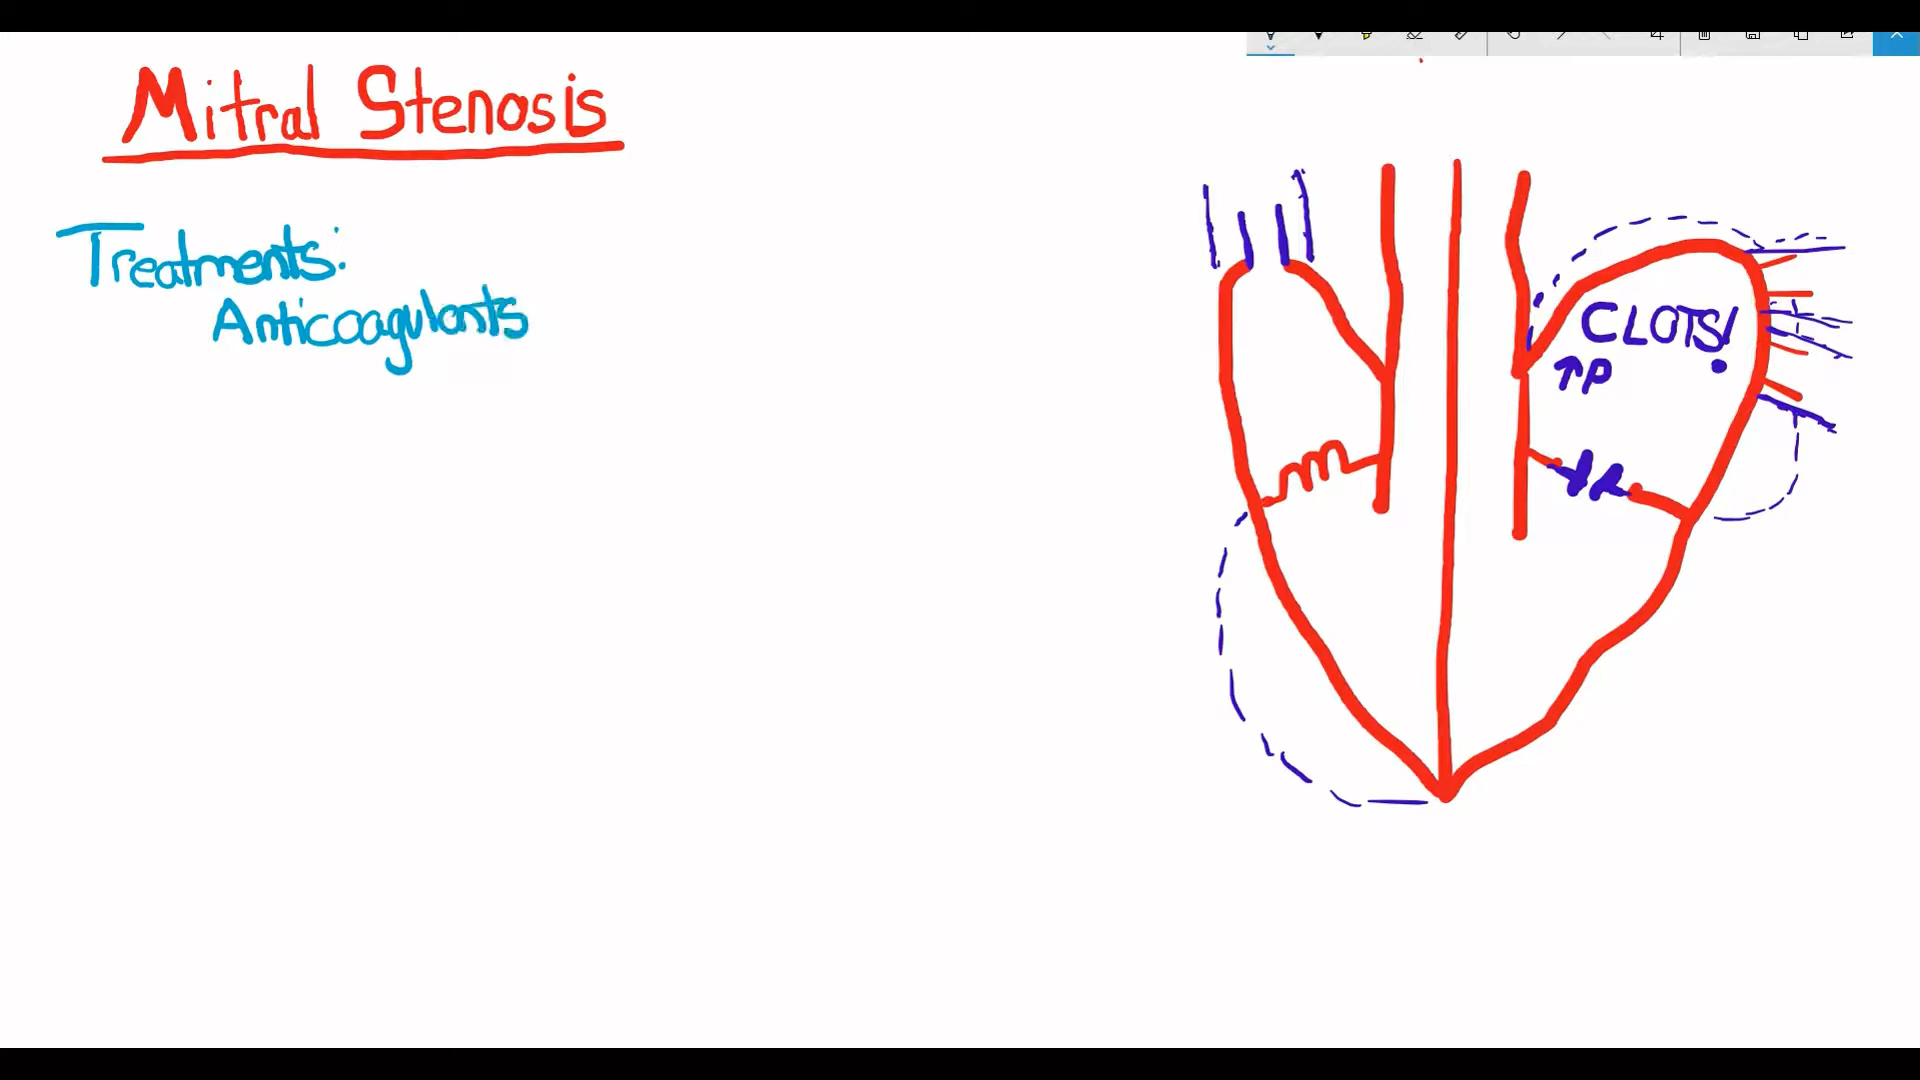 Mitral Stenosis
Treatments:
Anticoagulants
CLOTS!
↑P